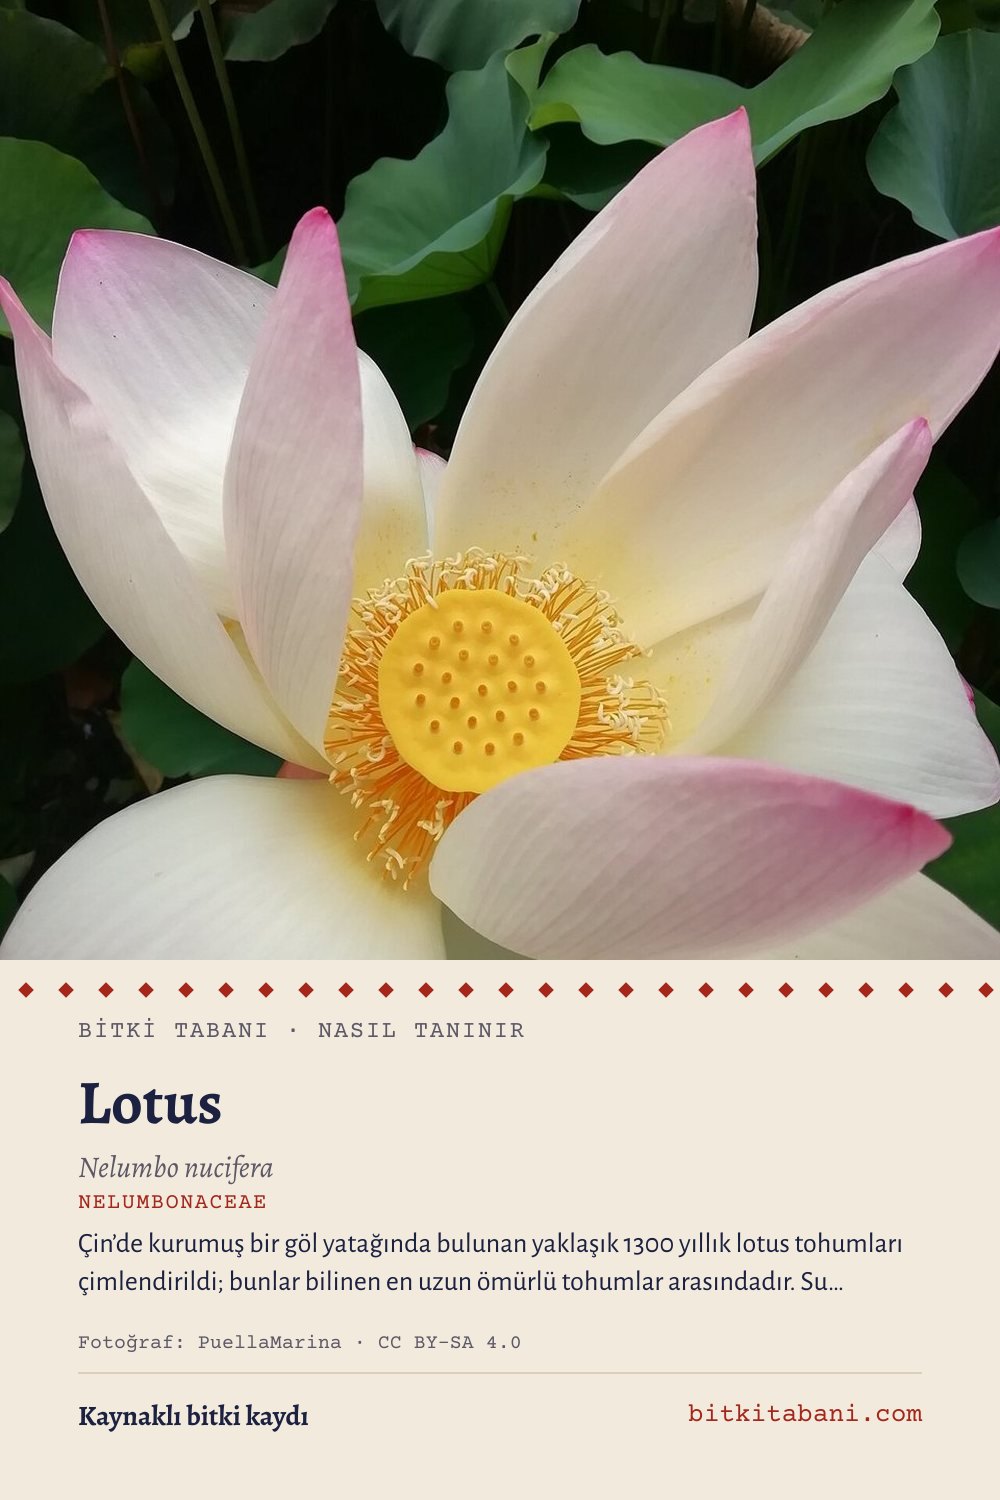 BİTKİ TABANI · NASIL TANINIR
Lotus
Nelumbo nucifera
NELUMBONACEAE
Çin’de kurumuş bir göl yatağında bulunan yaklaşık 1300 yıllık lotus tohumları
çimlendirildi; bunlar bilinen en uzun ömürlü tohumlar arasındadır. Su…
Fotoğraf: PuellaMarina · CC BY-SA 4.0
Kaynaklı bitki kaydı
bitkitabani.com